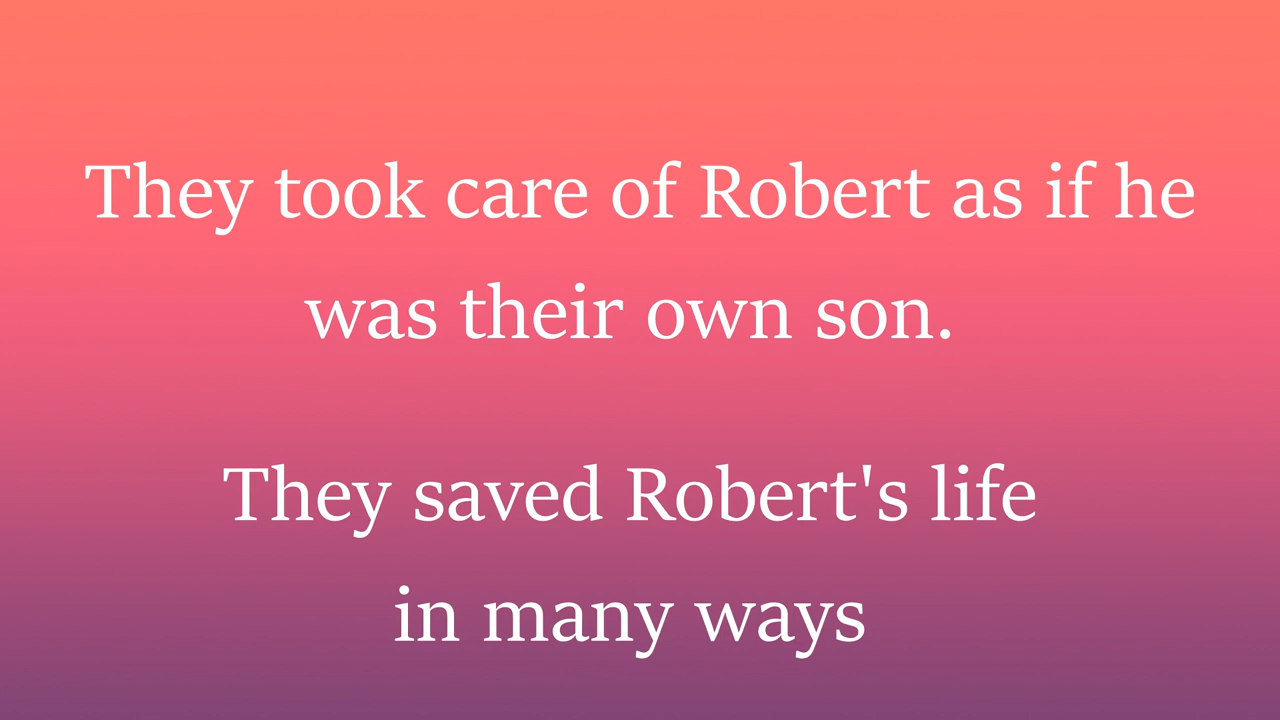 They took care of Robert as if he
was their own son.
They saved Robert's life
in many ways